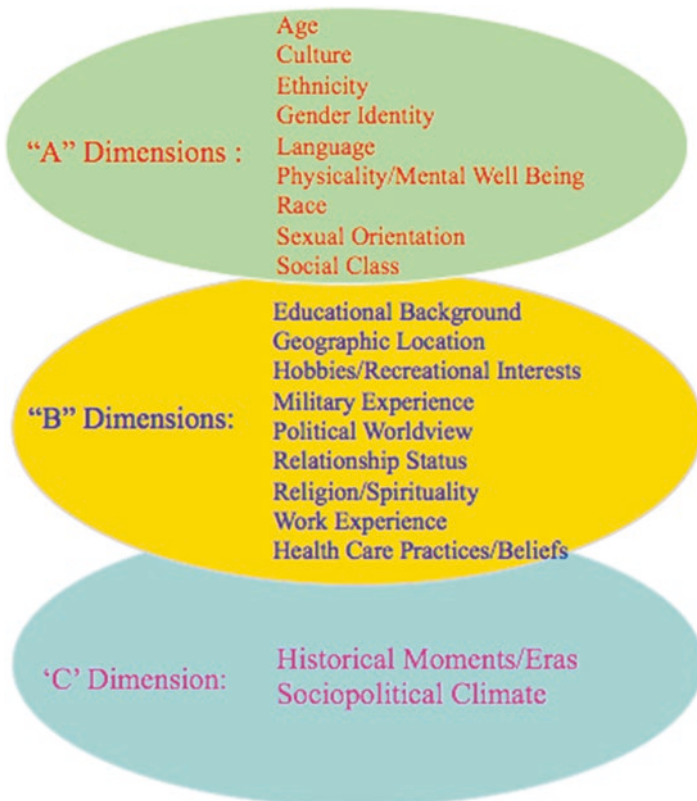 Age
Culture
Ethnicity
Gender Identity
“A” Dimensions :
Language
Physicality/Mental Well Being
Race
Sexual Orientation
Social Class
Educational Background
Geographic Location
Hobbies/Recreational Interests
Military Experience
“B” Dimensions:
Political Worldview
Relationship Status
Religion/Spirituality
Work Experience
Health Care Practices/Beliefs
‘C’ Dimension:
Historical Moments/Eras
Sociopolitical Climate